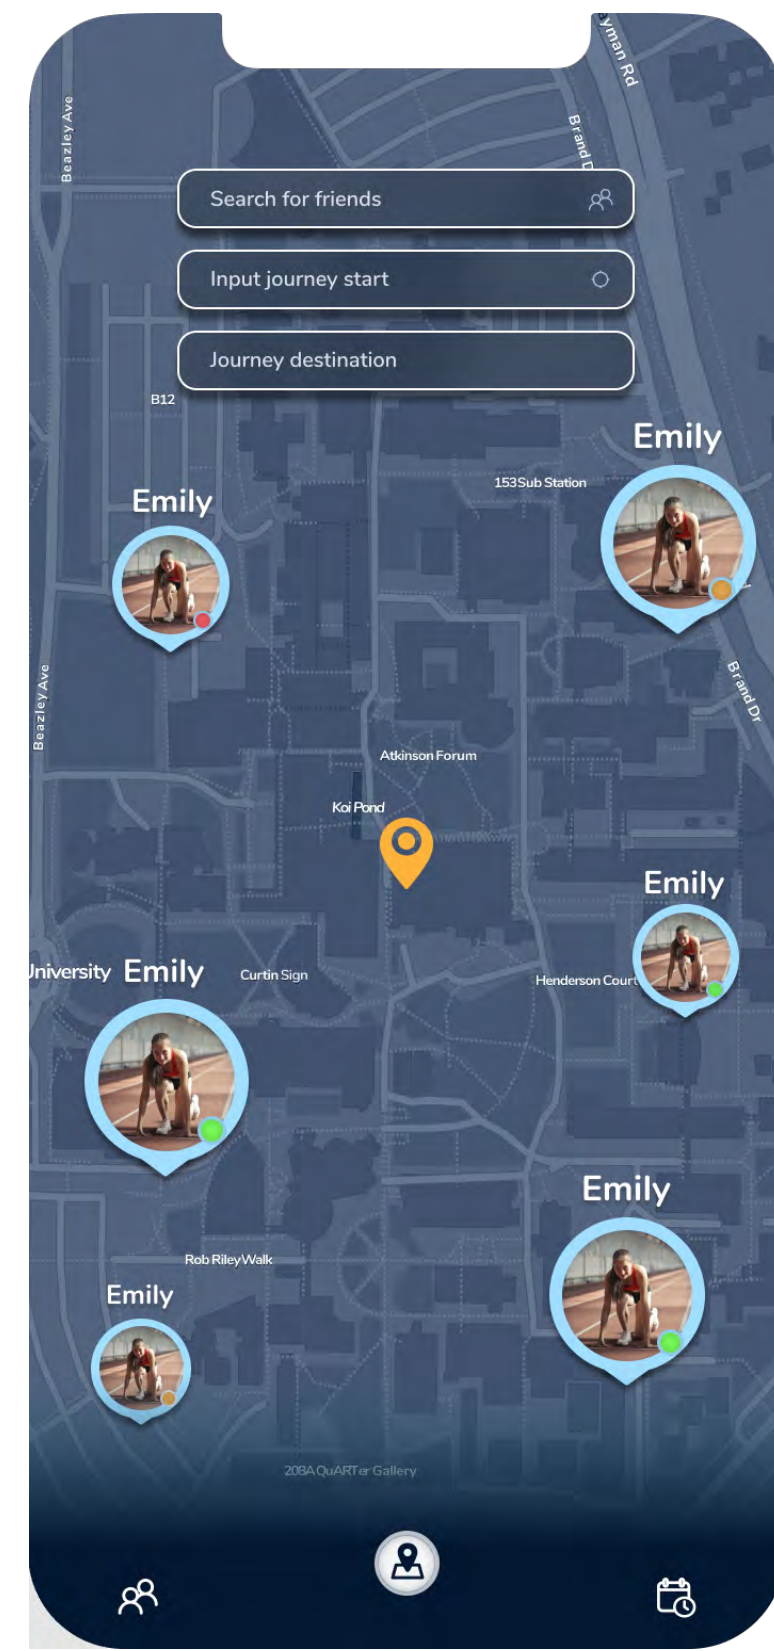 ayman Rd
Beazley Ave
Brand D
Search for friends
Input journey start
Journey destination
B12
Emily
153 Sub Station
Emily
Beazley Ave
Brand Dr
Atkinson Forum
Koi Pond
Emily
University
Emily
Curtin Sign
Henderson Court
Emily
Rob Riley Walk
Emily
208A QuARTer Gallery